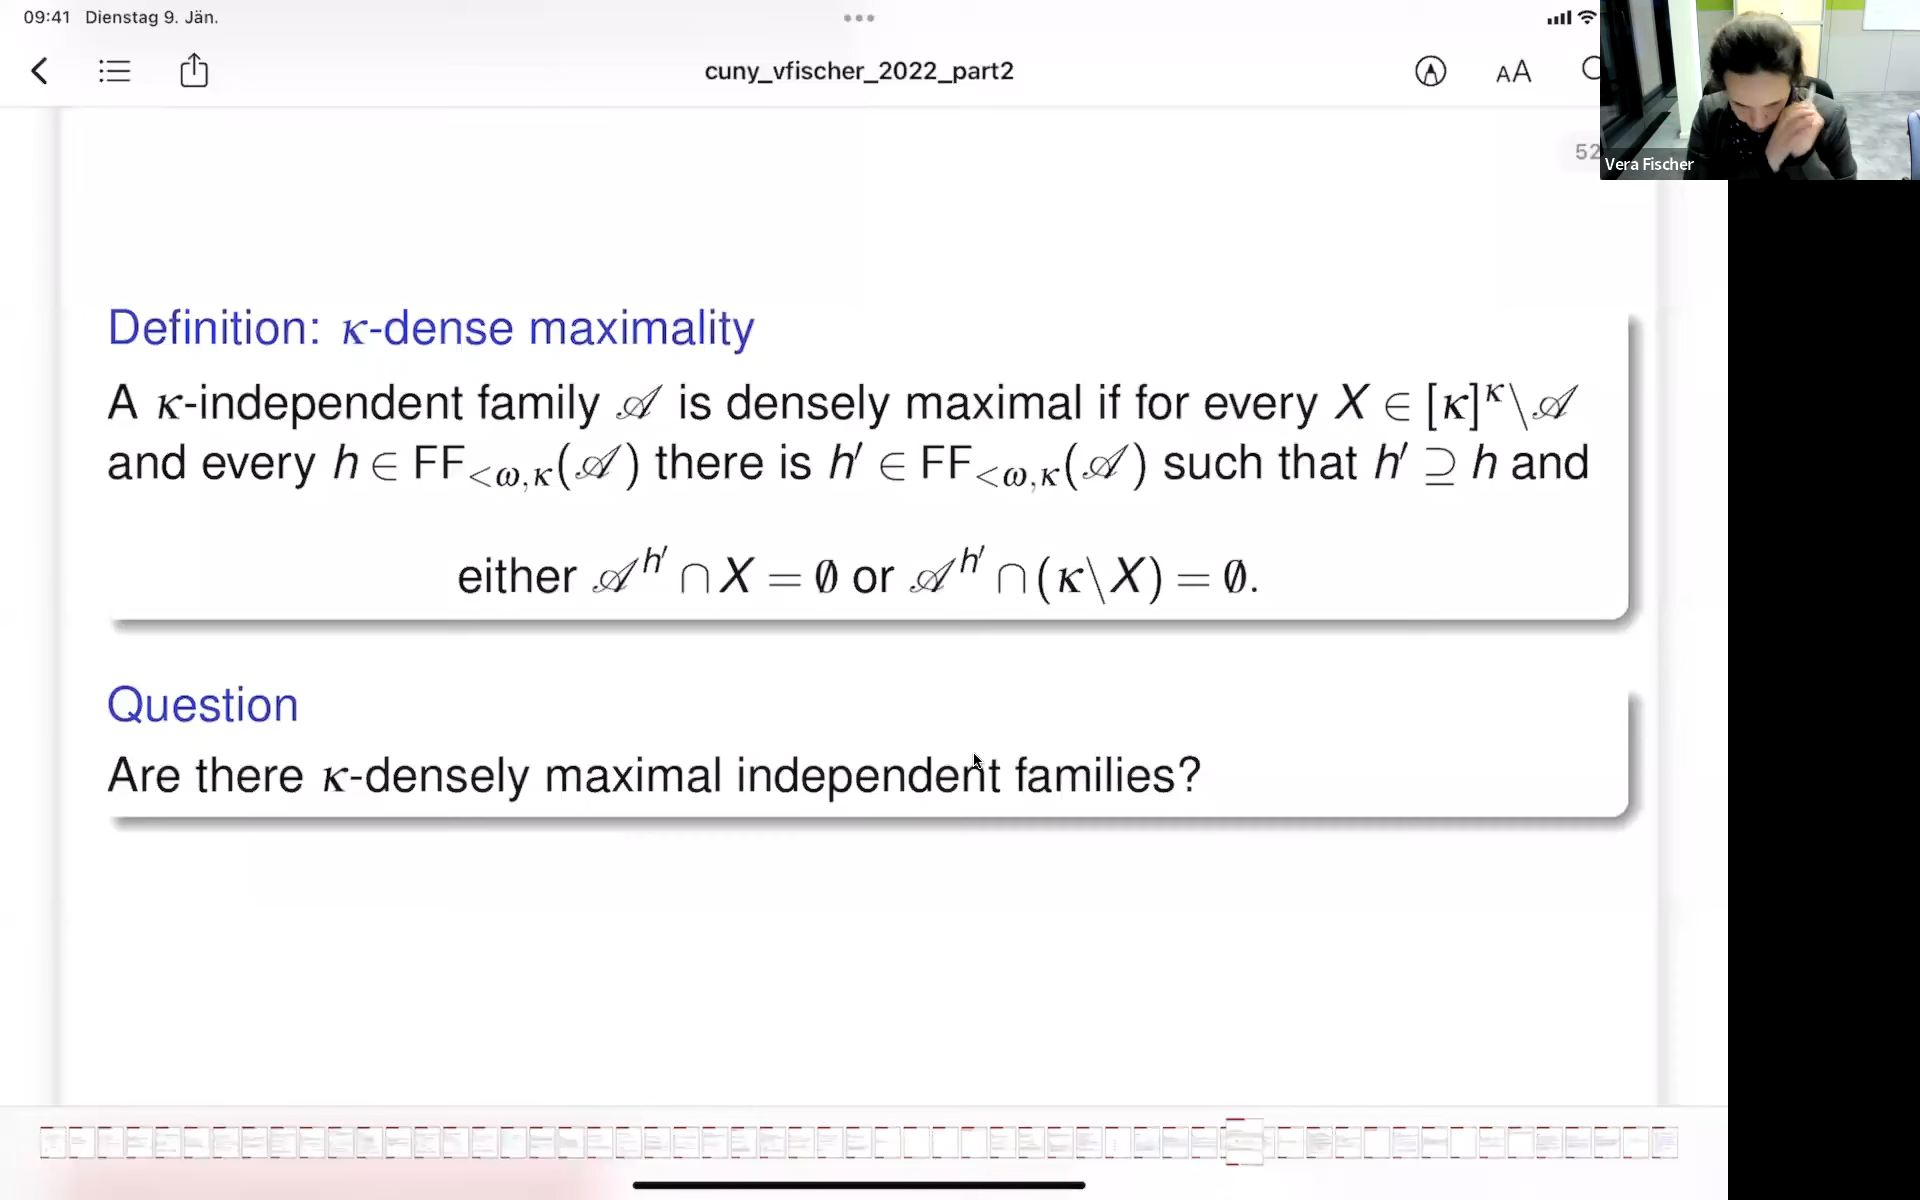 09:41 Dienstag 9. Jän.
cuny_vfischer_2022_part2
AA
52
Vera Fischer
Definition: κ-dense maximality
A κ-independent family 𝒜 is densely maximal if for every X ∈ [κ]^κ\𝒜
and every h ∈ FF_{<ω,κ}(𝒜) there is h′ ∈ FF_{<ω,κ}(𝒜) such that h′ ⊇ h and
either 𝒜^{h′} ∩ X = ∅ or 𝒜^{h′} ∩ (κ\X) = ∅.
Question
Are there κ-densely maximal independent families?